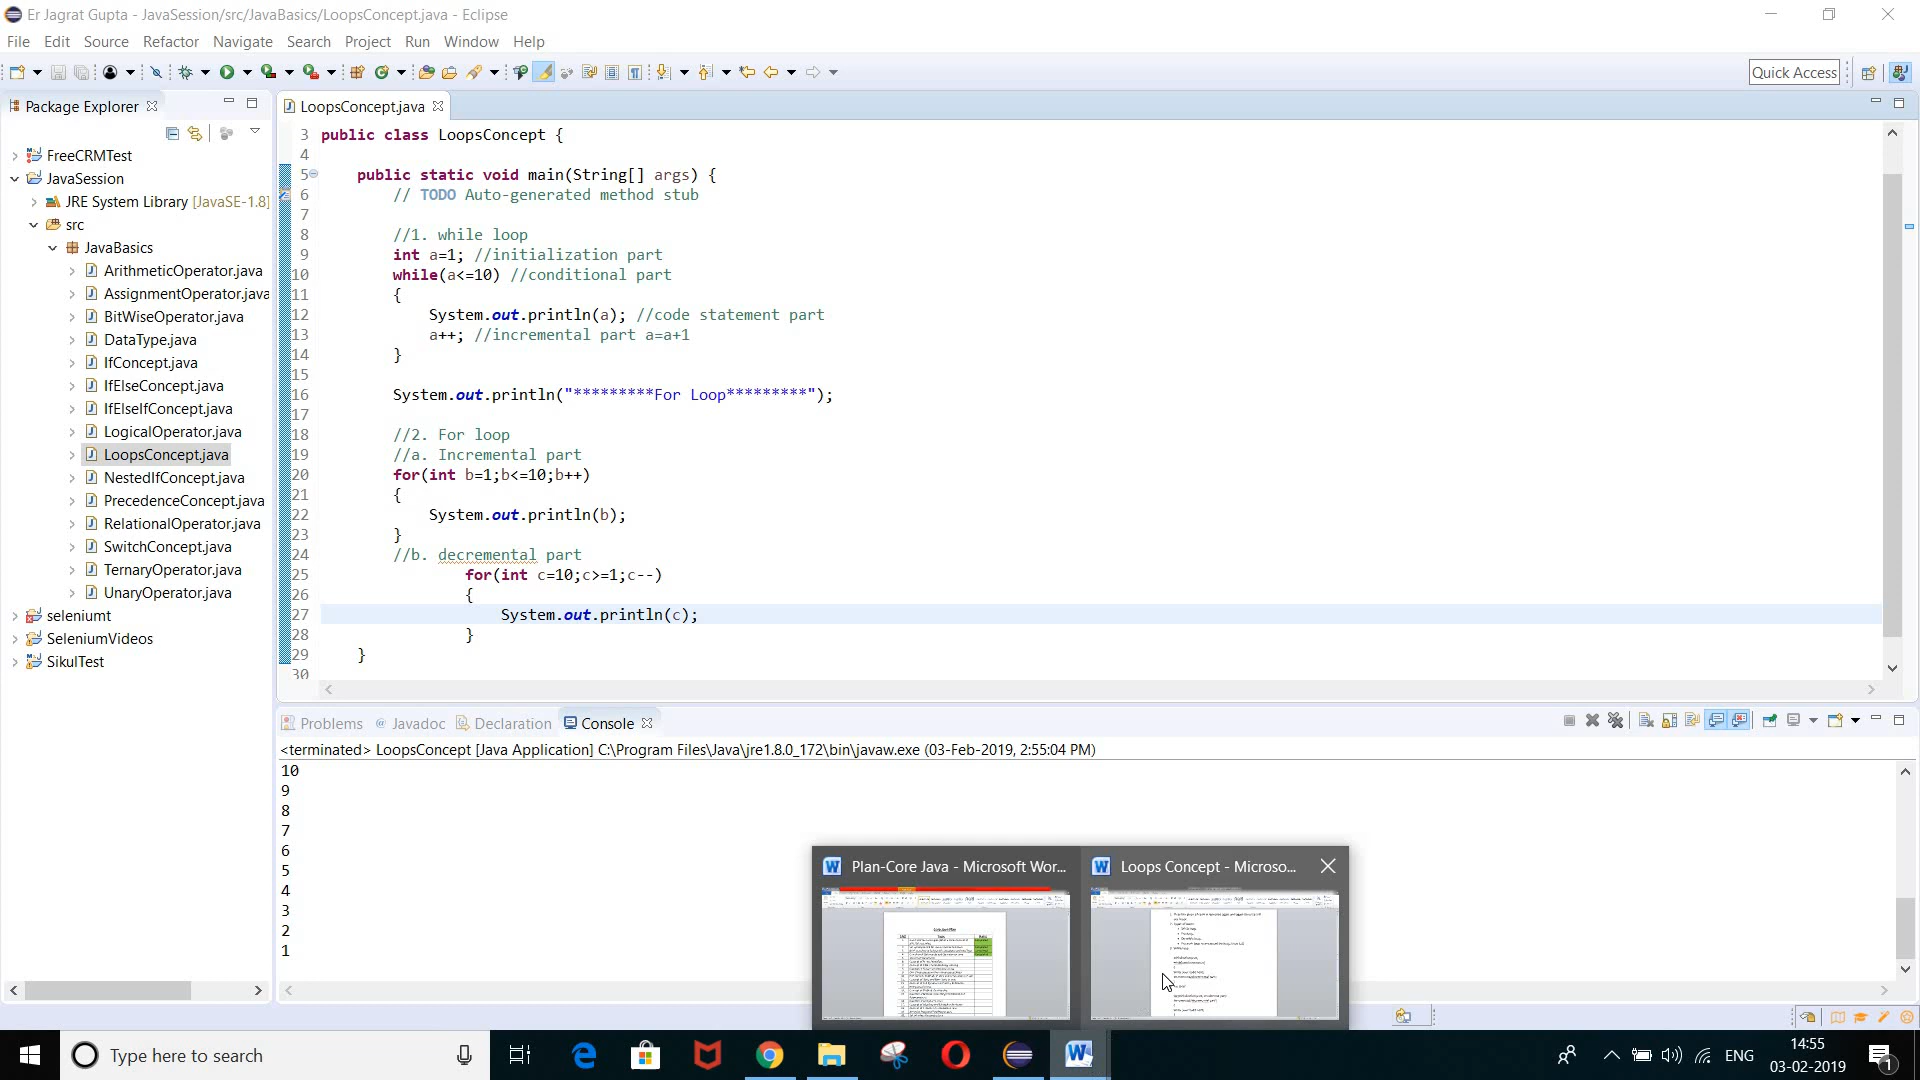 Er Jagrat Gupta - JavaSession/src/JavaBasics/LoopsConcept.java - Eclipse
File Edit Source Refactor Navigate Search Project Run Window Help
Quick Access
Package Explorer
FreeCRMTest
JavaSession
JRE System Library [JavaSE-1.8]
src
JavaBasics
ArithmeticOperator.java
AssignmentOperator.java
BitWiseOperator.java
DataType.java
IfConcept.java
IfElseConcept.java
IfElseIfConcept.java
LogicalOperator.java
LoopsConcept.java
NestedIfConcept.java
PrecedenceConcept.java
RelationalOperator.java
SwitchConcept.java
TernaryOperator.java
UnaryOperator.java
seleniumt
SeleniumVideos
SikulTest
LoopsConcept.java
3 public class LoopsConcept {
4
5 public static void main(String[] args) {
6 // TODO Auto-generated method stub
7
8 //1. while loop
9 int a=1; //initialization part
10 while(a<=10) //conditional part
11 {
12 System.out.println(a); //code statement part
13 a++; //incremental part a=a+1
14 }
15
16 System.out.println("*********For Loop*********");
17
18 //2. For loop
19 //a. Incremental part
20 for(int b=1;b<=10;b++)
21 {
22 System.out.println(b);
23 }
24 //b. decremental part
25 for(int c=10;c>=1;c--)
26 {
27 System.out.println(c);
28 }
29 }
30
Problems @ Javadoc Declaration Console
<terminated> LoopsConcept [Java Application] C:\Program Files\Java\jre1.8.0_172\bin\javaw.exe (03-Feb-2019, 2:55:04 PM)
10
9
8
7
6
5
4
3
2
1
Plan-Core Java - Microsoft Wor...
Loops Concept - Microso...
Type here to search
ENG
14:55
03-02-2019
1